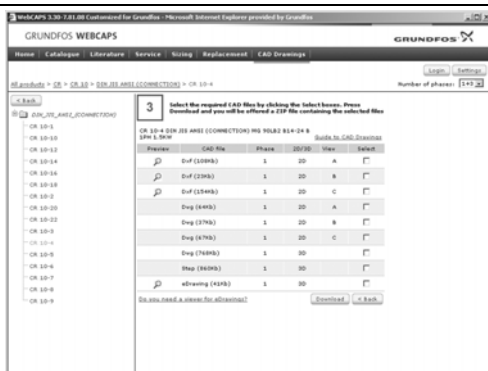 WebCAPS 3.30-7.01.00 Customized for Grundfos - Microsoft Internet Explorer provided by Grundfos
GRUNDFOS WEBCAPS
GRUNDFOS
Home | Catalogue | Literature | Service | Sizing | Replacement | CAD Drawings
Login Settings
All products > CR > CR 10 > DIN JIS ANSI (CONNECTION) > CR 10-4
Number of phases: 1+3
< Back
DIN_JIS_ANSI_(CONNECTION)
CR 10-1
CR 10-10
CR 10-12
CR 10-14
CR 10-16
CR 10-18
CR 10-2
CR 10-20
CR 10-22
CR 10-3
CR 10-4
CR 10-5
CR 10-6
CR 10-7
CR 10-8
CR 10-9
3 Select the required CAD files by clicking the Select boxes. Press
Download and you will be offered a ZIP file containing the selected files
CR 10-4 DIN JIS ANSI (CONNECTION) MG 90LB2 B14-24 B
1PH 1.5KW
Guide to CAD Drawings
Preview CAD file Phase 2D/3D View Select
Dxf (108Kb) 1 2D A
Dxf (23Kb) 1 2D B
Dxf (154Kb) 1 2D C
Dwg (64Kb) 1 2D A
Dwg (37Kb) 1 2D B
Dwg (67Kb) 1 2D C
Dwg (768Kb) 1 3D
Step (860Kb) 1 3D
eDrawing (41Kb) 1 3D
Do you need a viewer for eDrawings?
Download < Back